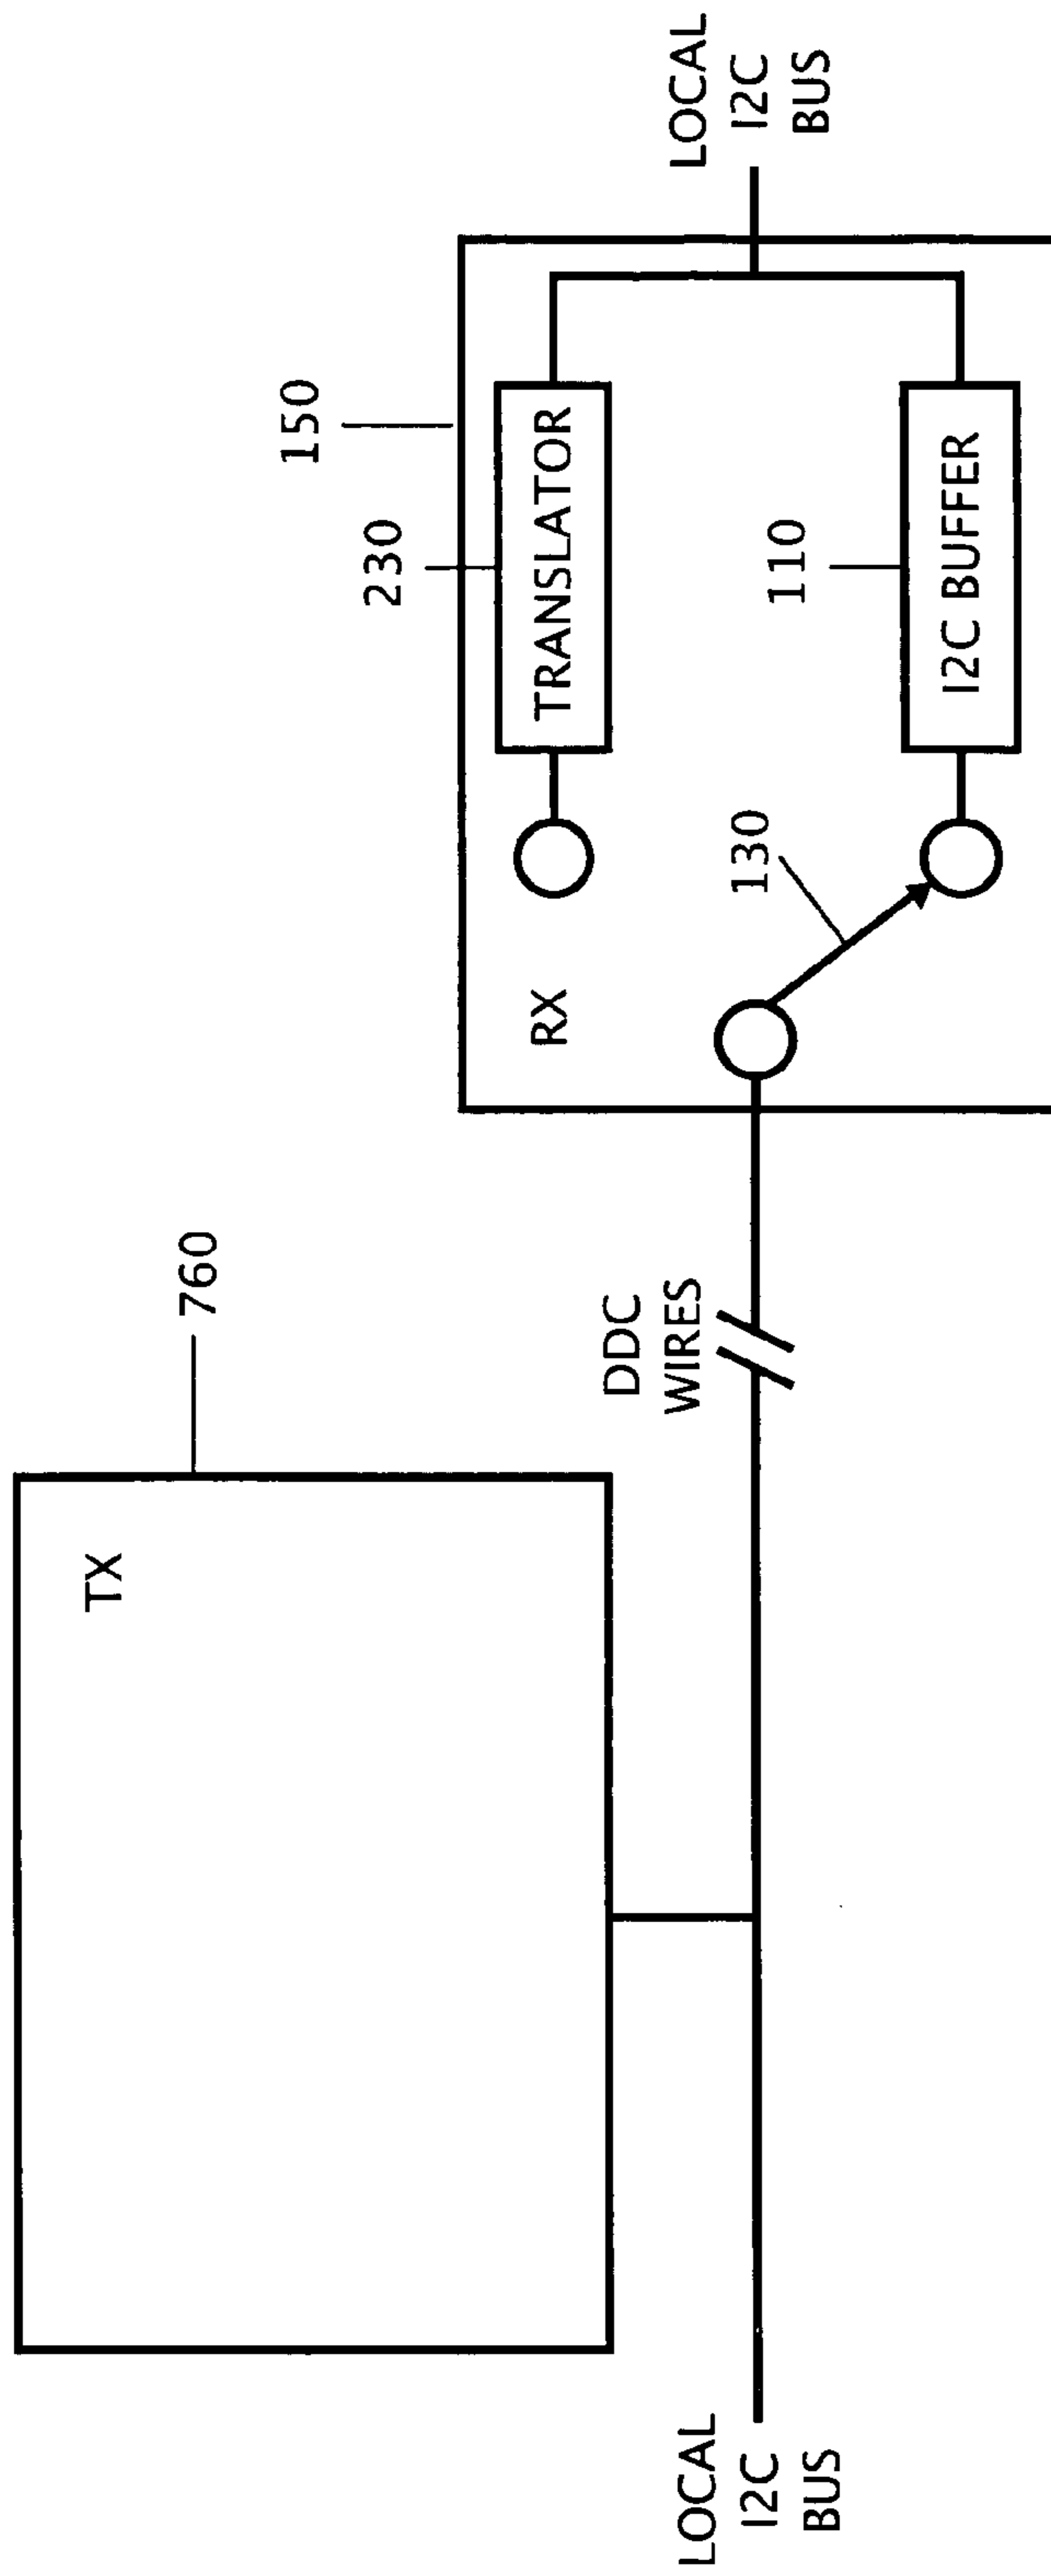 TX
760
LOCAL
I2C
BUS
DDC
WIRES
150
RX
230
TRANSLATOR
130
110
I2C BUFFER
LOCAL
I2C
BUS